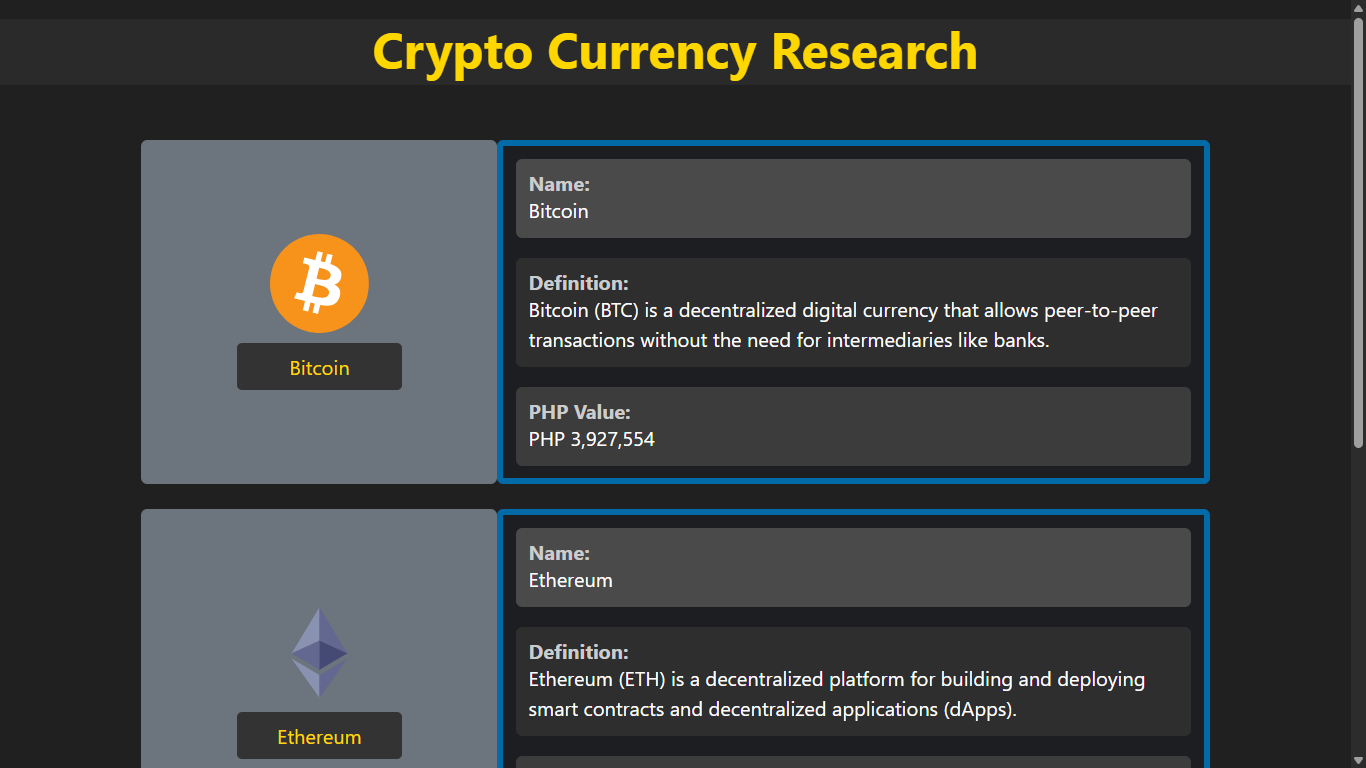 Crypto Currency Research
Bitcoin
Name:
Bitcoin
Definition:
Bitcoin (BTC) is a decentralized digital currency that allows peer-to-peer
transactions without the need for intermediaries like banks.
PHP Value:
PHP 3,927,554
Ethereum
Name:
Ethereum
Definition:
Ethereum (ETH) is a decentralized platform for building and deploying
smart contracts and decentralized applications (dApps).